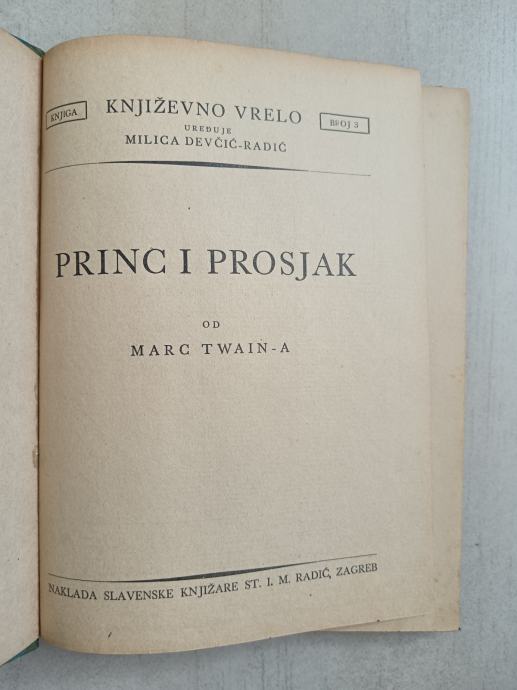 KNJIGA
KNJIŽEVNO VRELO
BROJ 3
UREĐUJE
MILICA DEVČIĆ-RADIĆ
PRINC I PROSJAK
OD
MARC TWAIN-A
NAKLADA SLAVENSKE KNJIŽARE ST. I. M. RADIĆ, ZAGREB